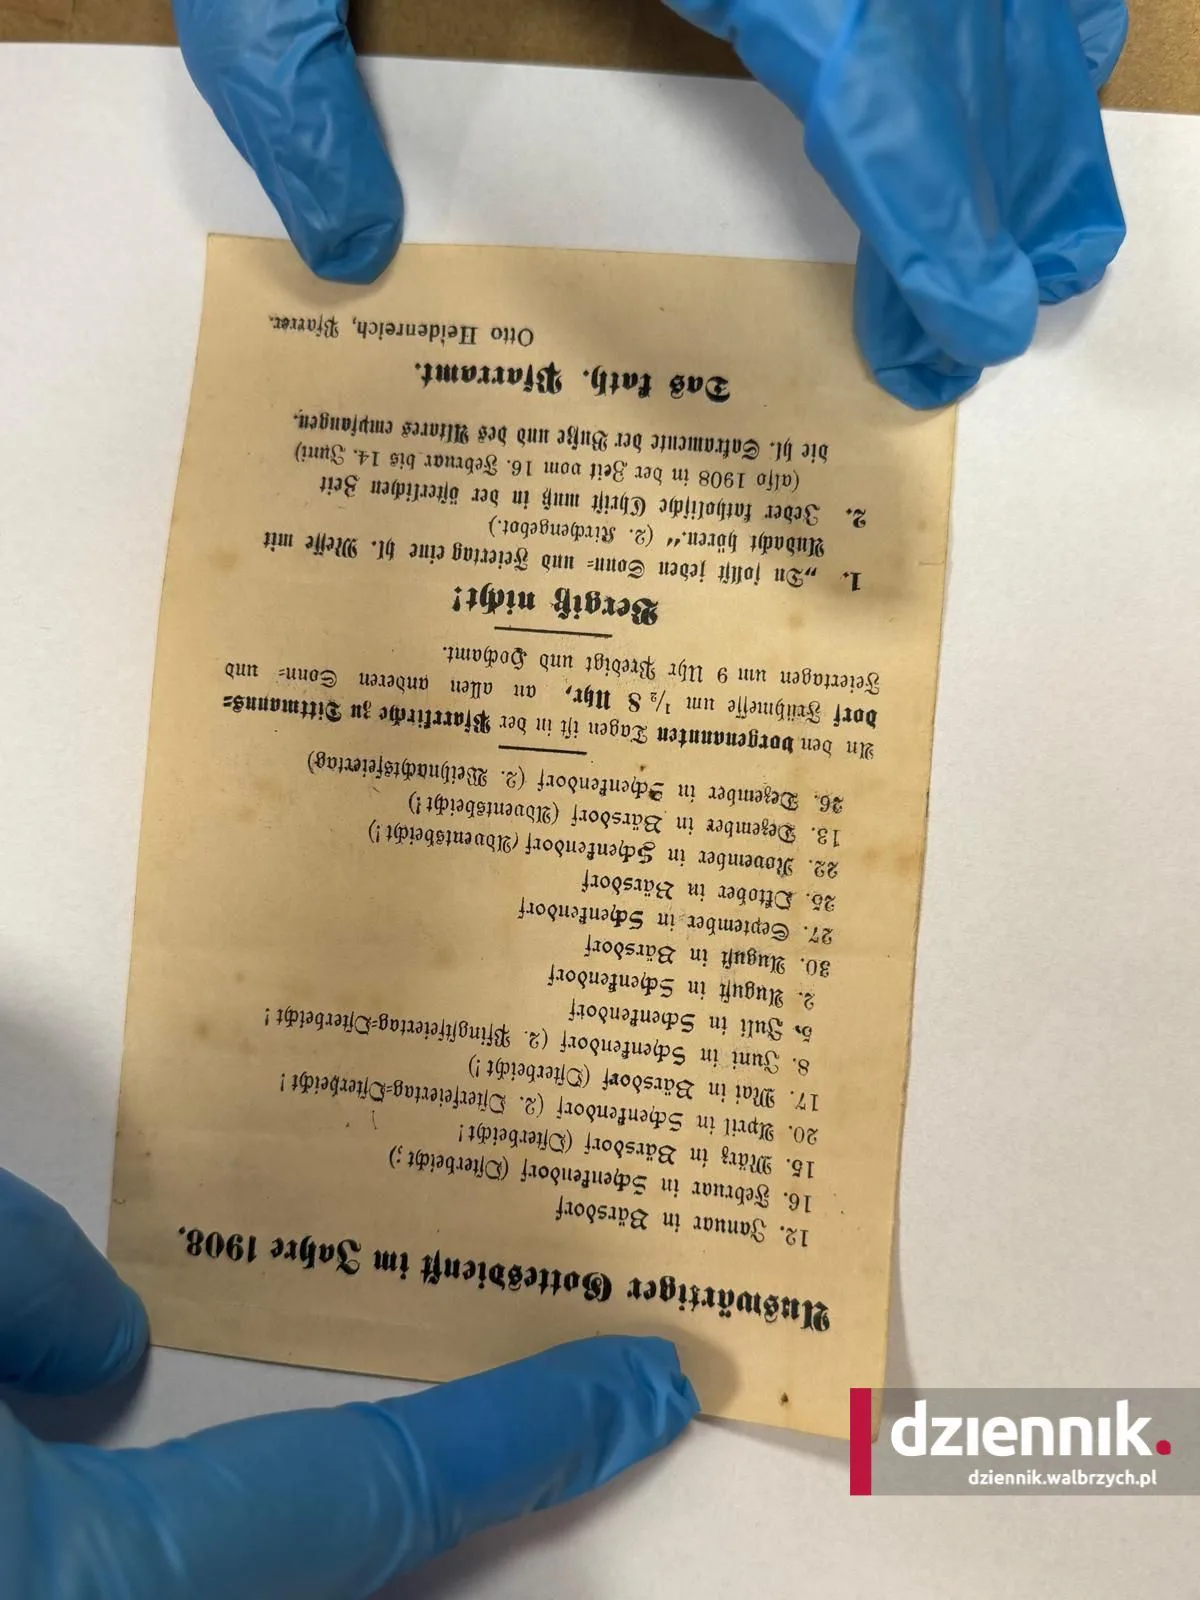 Auswärtiger Gottesdienst im Jahre 1908.
12. Januar in Bärsdorf
16. Februar in Schenkendorf (Osterbeicht;)
15. März in Bärsdorf (Osterbeicht!
20. April in Schenkendorf (2. Osterfeiertag-Osterbeicht!
17. Mai in Bärsdorf (Osterbeicht!)
8. Juni in Schenkendorf (2. Pfingstfeiertag-Osterbeicht!
5. Juli in Schenkendorf
2. August in Schenkendorf
30. August in Bärsdorf
27. September in Schenkendorf
25. Oktober in Bärsdorf
22. November in Schenkendorf (Adventsbeicht!)
13. Dezember in Bärsdorf (Adventsbeicht!)
26. Dezember in Schenkendorf (2. Weihnachtsfeiertag)
An den vorgenannten Tagen ist in der Pfarrkirche zu Dittmanns-
dorf Frühmesse um 1/2 8 Uhr, an allen anderen Sonn- und
Feiertagen um 9 Uhr Predigt und Hochamt.
Vergiß nicht!
1. „Du sollst jeden Sonn- und Feiertag eine hl. Messe mit
Andacht hören." (2. Kirchengebot.)
2. Jeder katholische Christ muß in der österlichen Zeit
(also 1908 in der Zeit vom 16. Februar bis 14. Juni)
die hl. Sakramente der Buße und des Altares empfangen.
Das kath. Pfarramt.
Otto Heidenreich, Pfarrer.
dziennik.
dziennik.walbrzych.pl